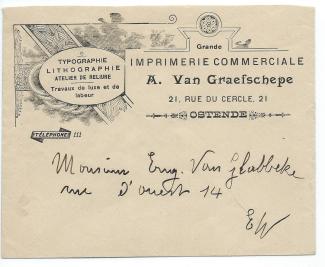 TYPOGRAPHIE
LITHOGRAPHIE
ATELIER DE RELIURE
Travaux de luxe et de
labeur
TÉLÉPHONE 111
Grande
IMPRIMERIE COMMERCIALE
A. Van Graefschepe
21, RUE DU CERCLE, 21
OSTENDE
Monsieur Eug. Van Glabbeke
rue d'ouest 14
E/V